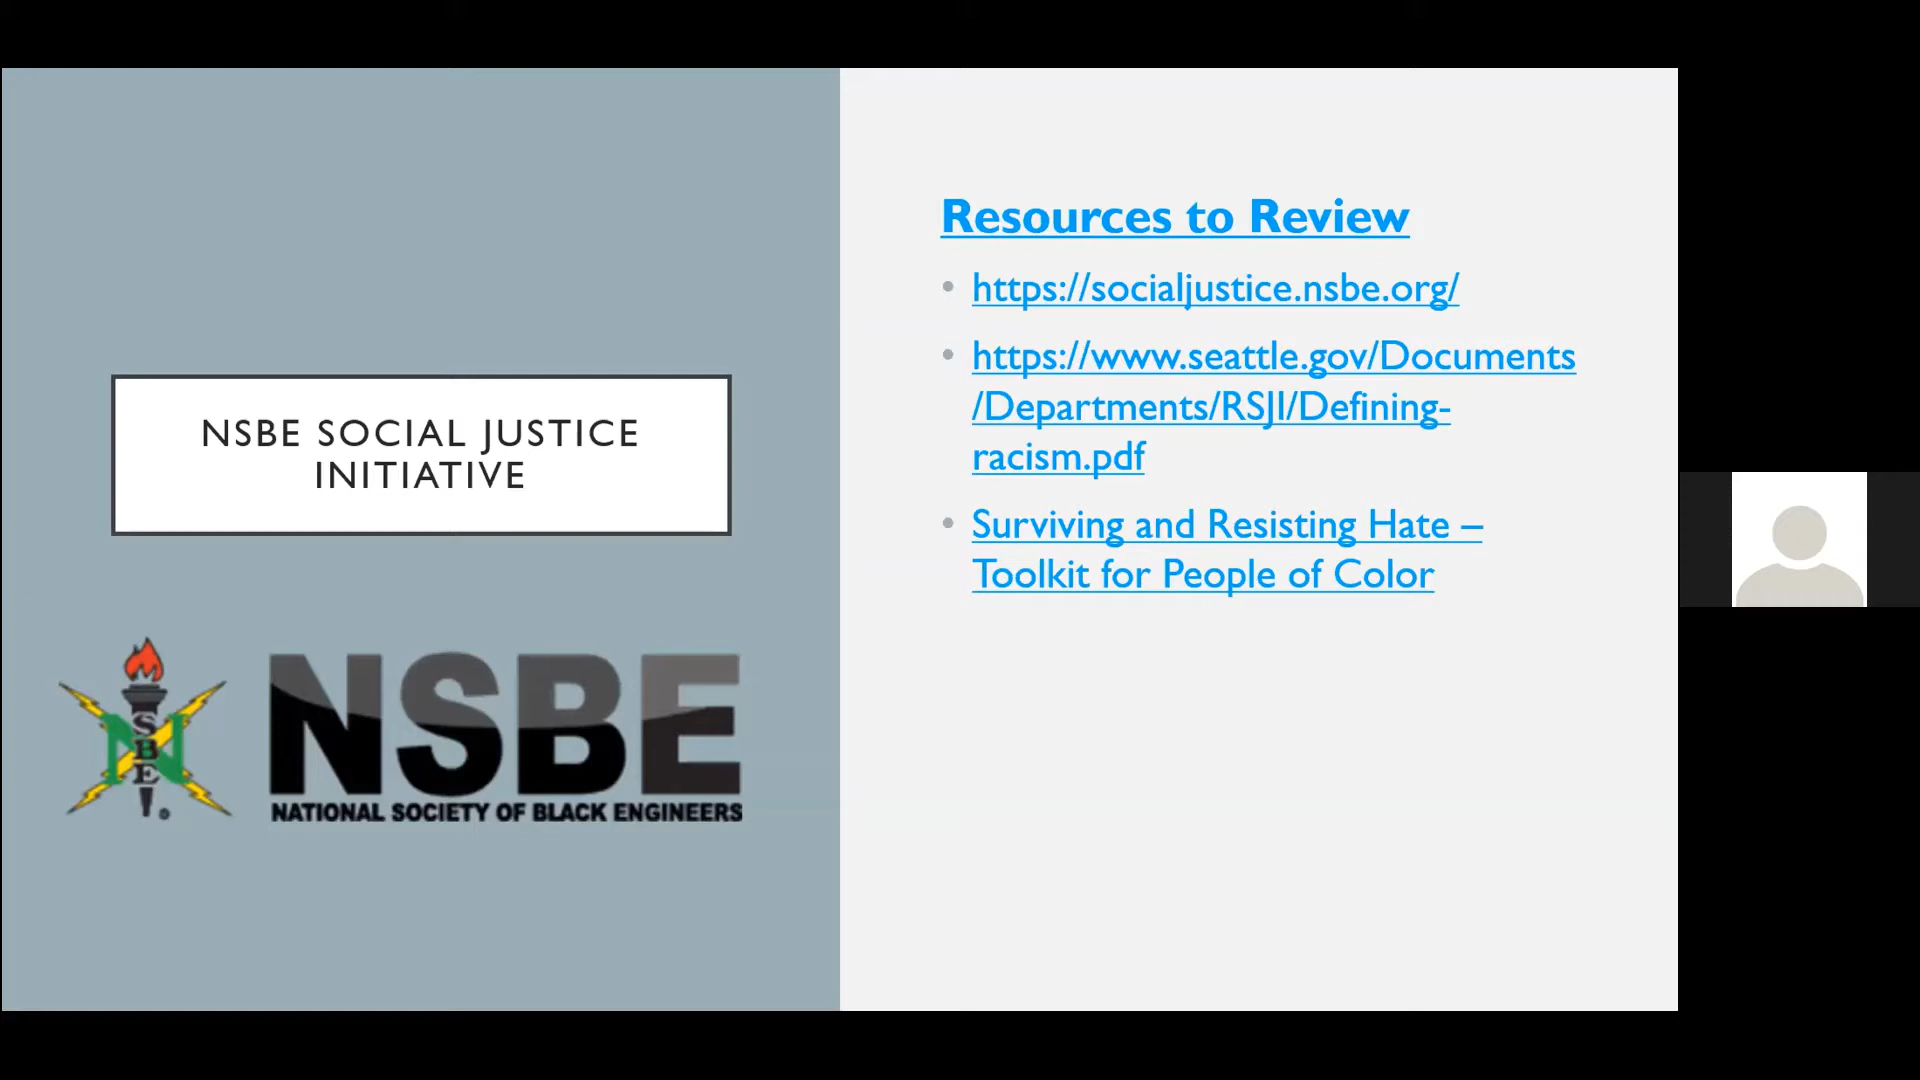 NSBE SOCIAL JUSTICE
INITIATIVE
NSBE
NSBE
NATIONAL SOCIETY OF BLACK ENGINEERS
Resources to Review
• https://socialjustice.nsbe.org/
• https://www.seattle.gov/Documents
/Departments/RSJI/Defining-
racism.pdf
• Surviving and Resisting Hate –
Toolkit for People of Color